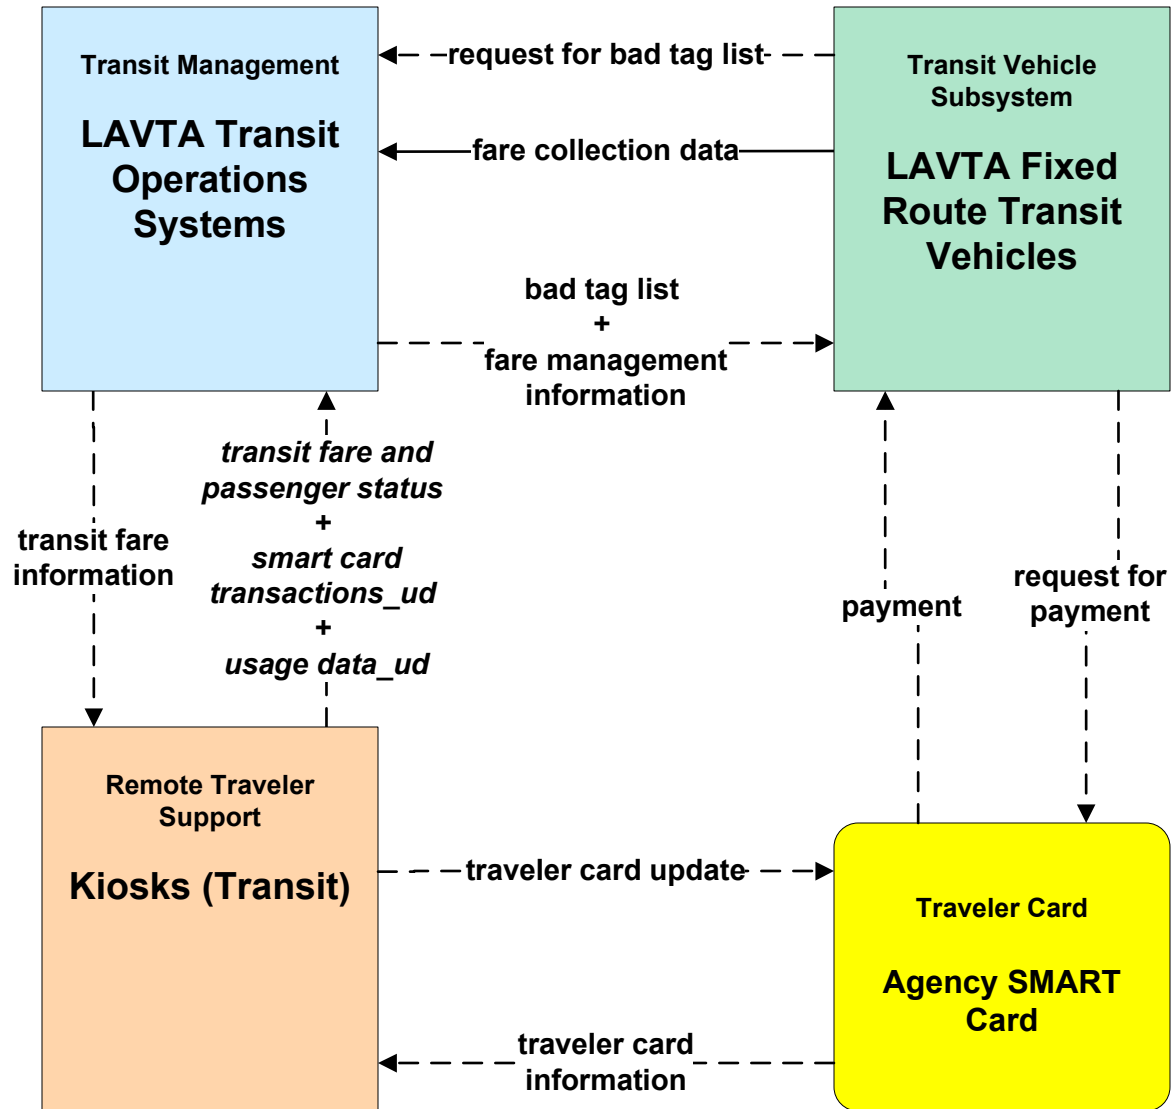 Transit Management
LAVTA Transit
Operations
Systems
request for bad tag list
fare collection data
Transit Vehicle
Subsystem
LAVTA Fixed
Route Transit
Vehicles
bad tag list
+
fare management
information
transit fare
information
transit fare and
passenger status
+
smart card
transactions_ud
+
usage data_ud
payment
request for
payment
Remote Traveler
Support
Kiosks (Transit)
traveler card update
Traveler Card
Agency SMART
Card
traveler card
information